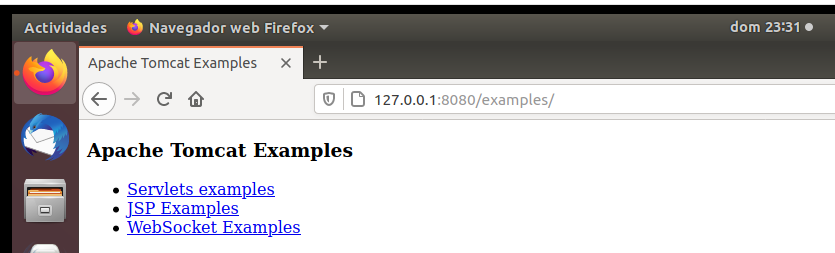 Actividades Navegador web Firefox dom 23:31
Apache Tomcat Examples
127.0.0.1:8080/examples/
Apache Tomcat Examples
Servlets examples
JSP Examples
WebSocket Examples